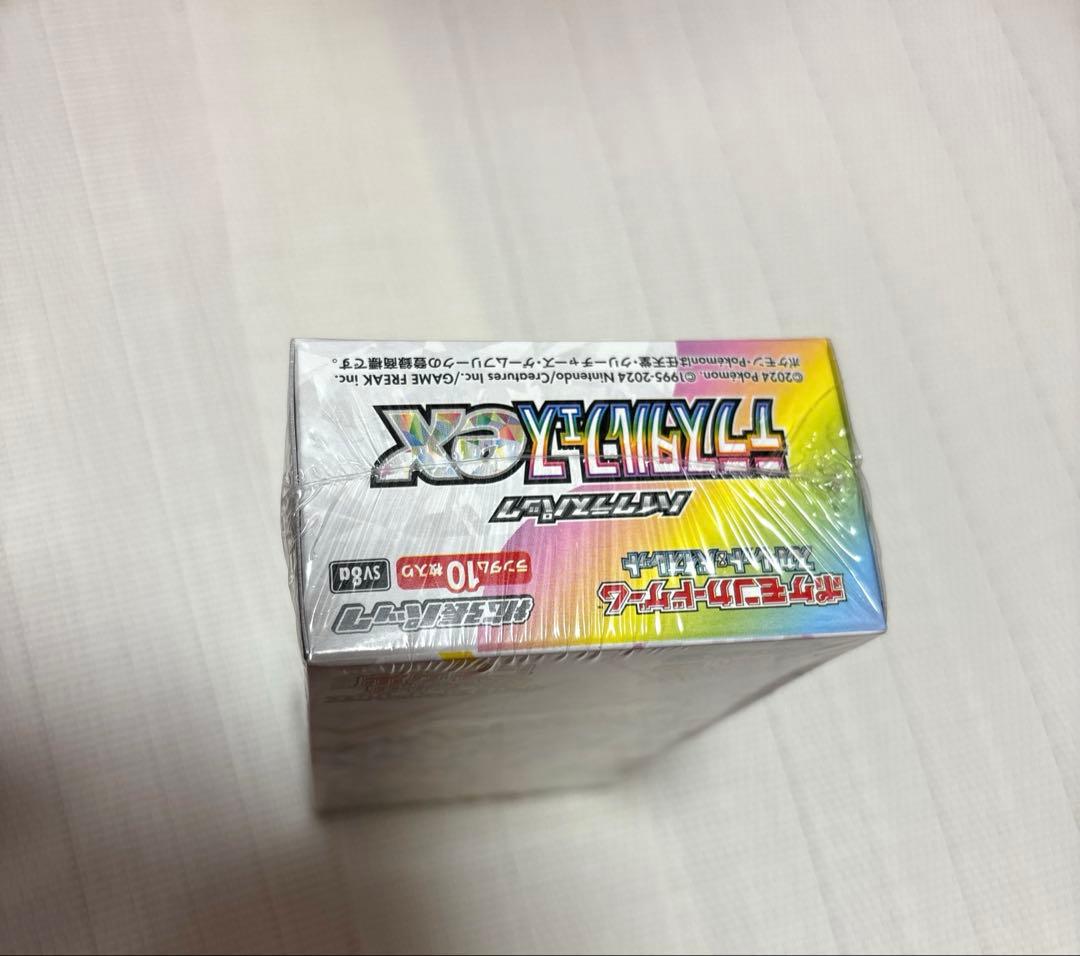 ポケモンカードゲーム
スカーレット&バイオレット
拡張パック
ランダム10枚入り
sv8a
ハイクラスパック
テラスタルフェスex
©2024 Pokémon. ©1995-2024 Nintendo/Creatures Inc./GAME FREAK inc.
ポケモン・Pokémonは任天堂・クリーチャーズ・ゲームフリークの登録商標です。